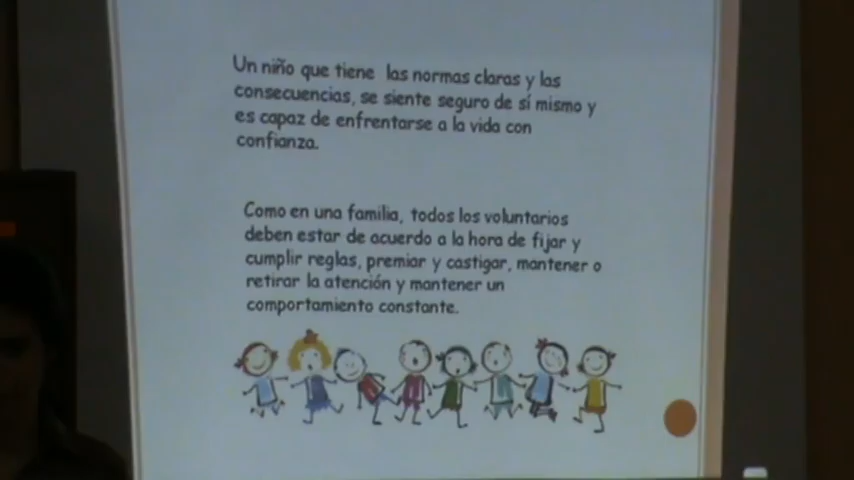 Un niño que tiene las normas claras y las
consecuencias, se siente seguro de sí mismo y
es capaz de enfrentarse a la vida con
confianza.
Como en una familia, todos los voluntarios
deben estar de acuerdo a la hora de fijar y
cumplir reglas, premiar y castigar, mantener o
retirar la atención y mantener un
comportamiento constante.